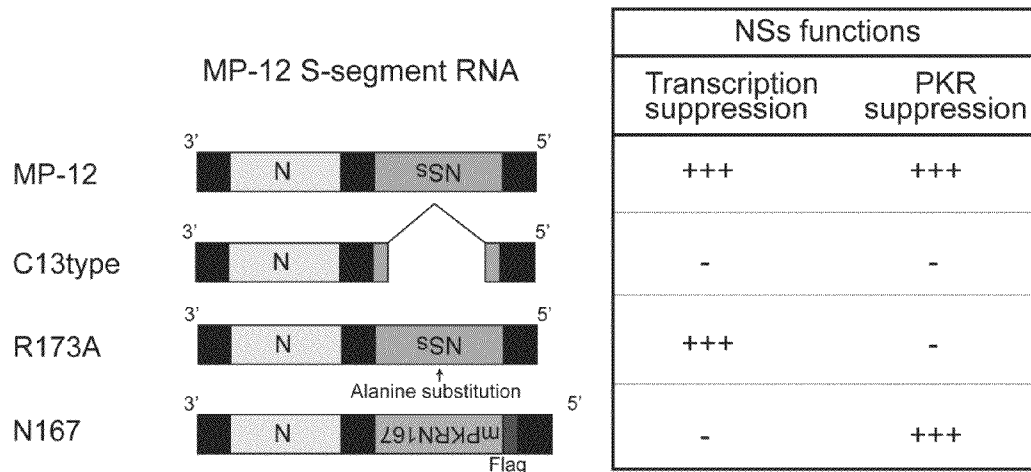 NSs functions
MP-12 S-segment RNA
Transcription suppression
PKR suppression
3’ 5’
MP-12 N NSs +++ +++
3’ 5’
C13type N - -
3’ 5’
R173A N NSs +++ -
Alanine substitution
3’ 5’
N167 N mPKRN167 - +++
Flag